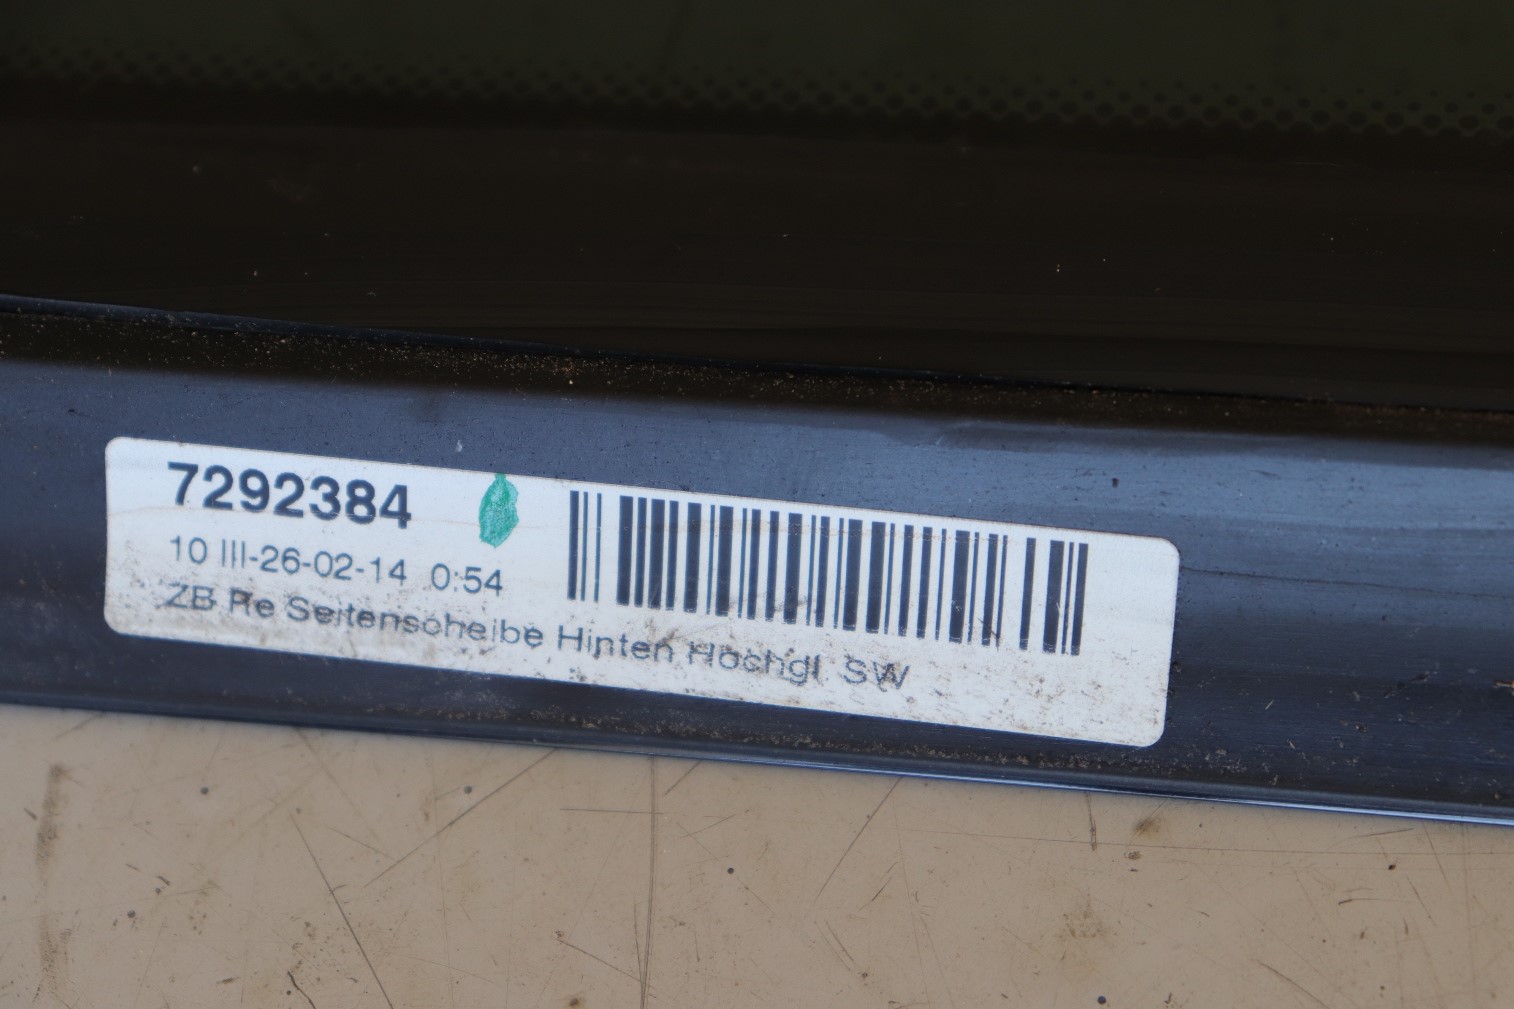 7292384
10 III-26-02-14 0:54
ZB Re Seitenscheibe Hinten Hochgl SW